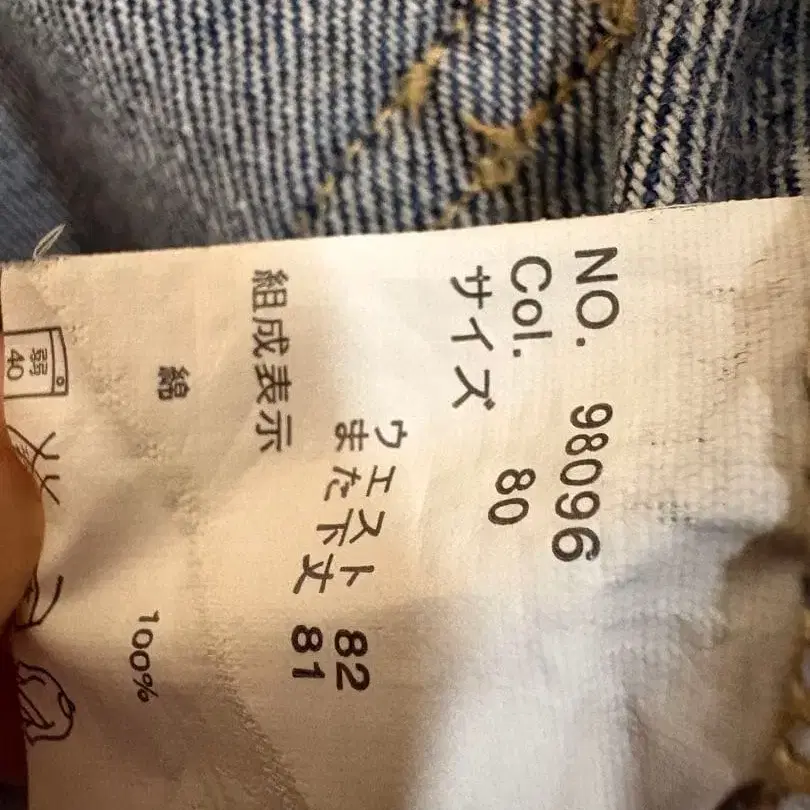 NO. 98096
Col. 80
サイズ
ウエスト 82
また下丈 81
組成表示
綿 100%
弱
40